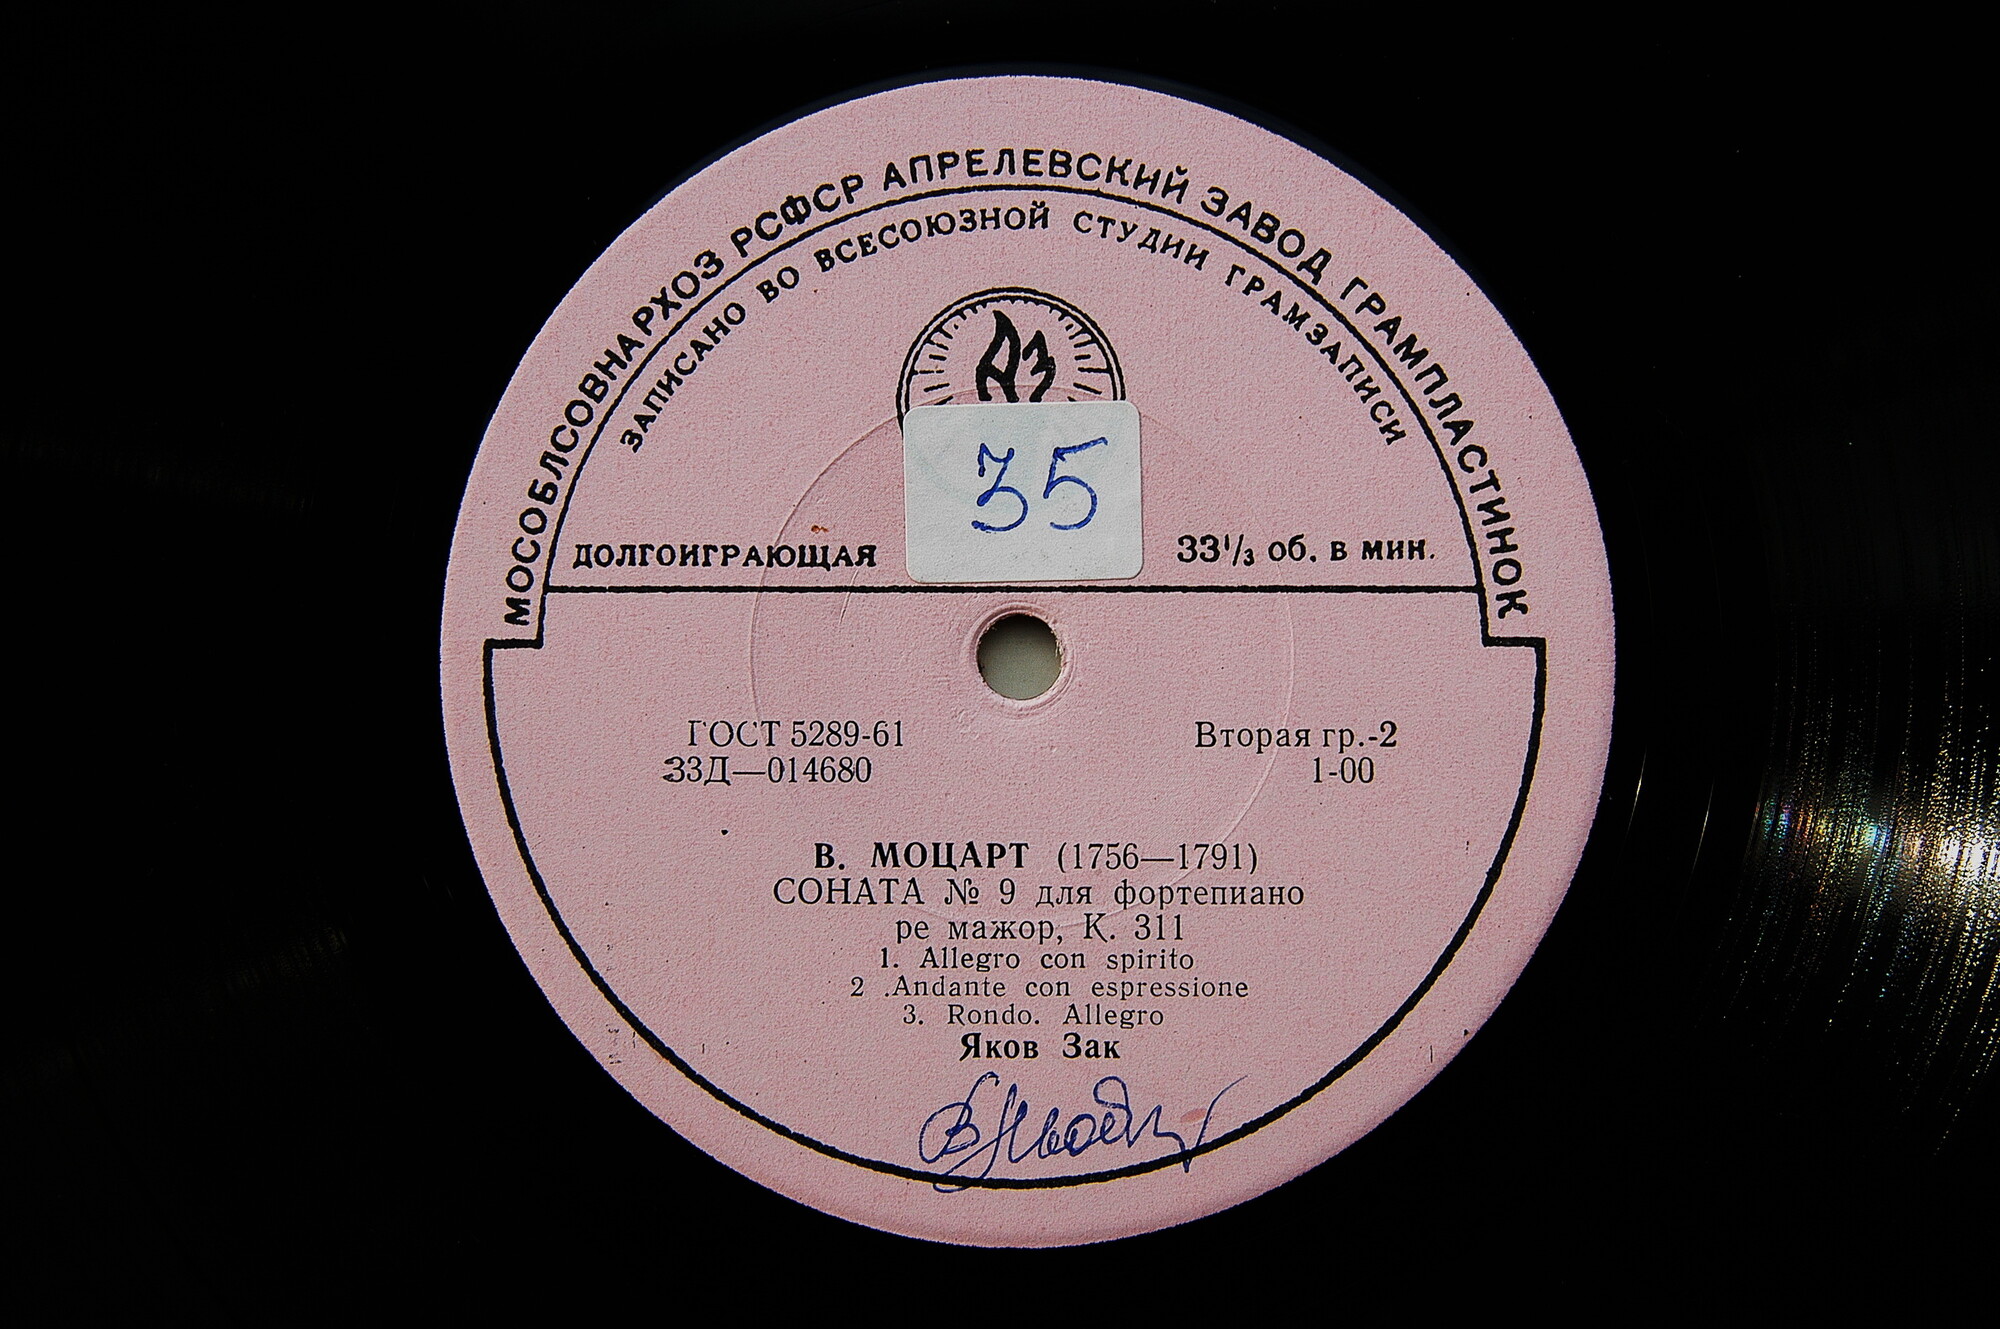 МОСОБЛСОВНАРХОЗ РСФСР АПРЕЛЕВСКИЙ ЗАВОД ГРАМПЛАСТИНОК
ЗАПИСАНО ВО ВСЕСОЮЗНОЙ СТУДИИ ГРАМЗАПИСИ
АЗ
35
ДОЛГОИГРАЮЩАЯ 33⅓ об. в мин.
ГОСТ 5289-61 Вторая гр.-2
33Д—014680 1-00
В. МОЦАРТ (1756—1791)
СОНАТА № 9 для фортепиано
ре мажор, К. 311
1. Allegro con spirito
2 .Andante con espressione
3. Rondo. Allegro
Яков Зак